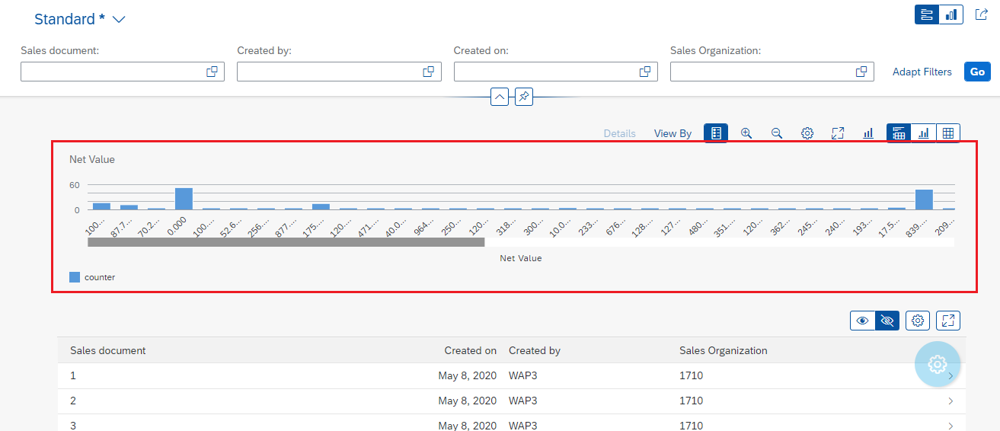 Standard *
Sales document: Created by: Created on: Sales Organization:
Adapt Filters Go
Details View By
Net Value
60
0
100... 87.7... 70.2... 0.000 100.... 52.6... 256.... 877.... 175.... 120.... 471.... 40.0... 964.... 250.... 120.... 318.... 300.... 10.0... 233.... 676.... 128.... 127.... 480.... 351.... 120.... 362.... 245.... 240.... 193.... 17.5... 839.... 209...
Net Value
counter
Sales document Created on Created by Sales Organization
1 May 8, 2020 WAP3 1710
2 May 8, 2020 WAP3 1710
3 May 8, 2020 WAP3 1710